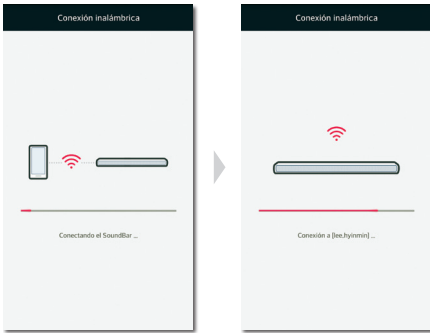 Conexión inalámbrica
Conectando el SoundBar ...
Conexión inalámbrica
Conexión a [lee,hyinmin] ...